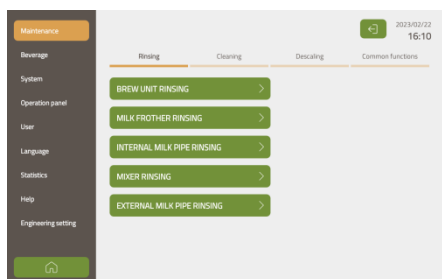 Maintenance
Beverage
System
Operation panel
User
Language
Statistics
Help
Engineering setting
2023/02/22
16:10
Rinsing Cleaning Descaling Common functions
BREW UNIT RINSING
MILK FROTHER RINSING
INTERNAL MILK PIPE RINSING
MIXER RINSING
EXTERNAL MILK PIPE RINSING